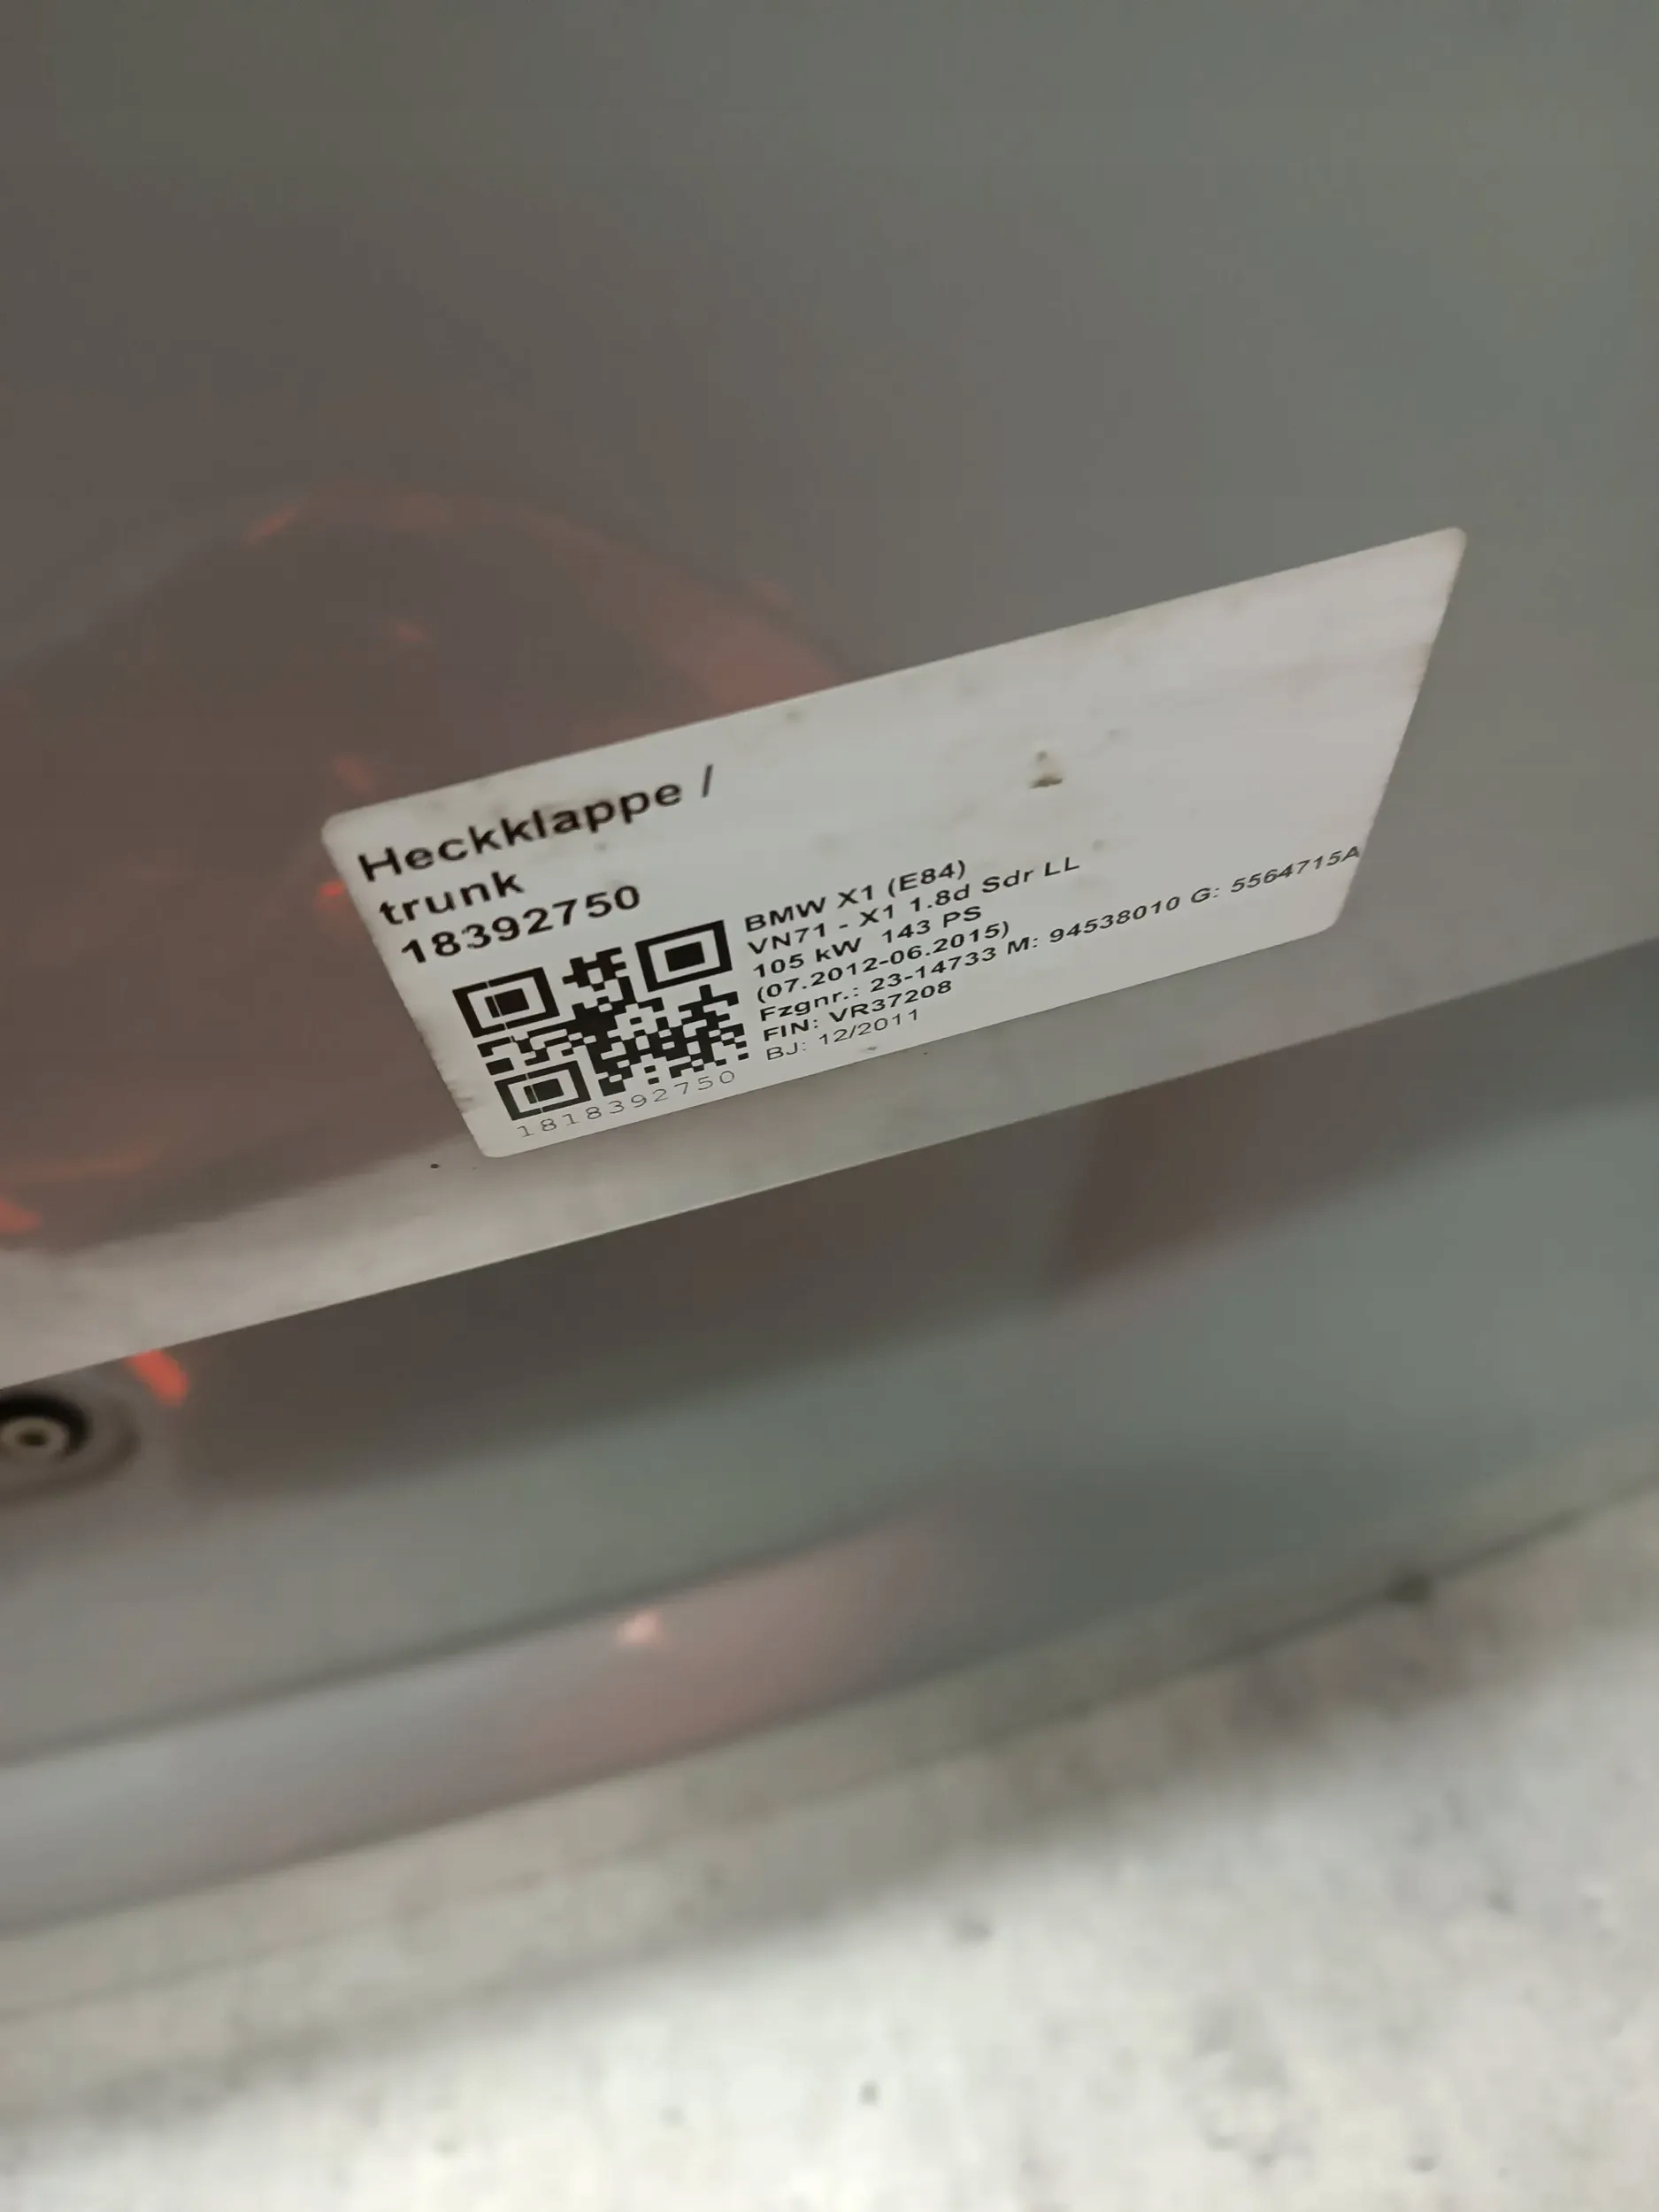 Heckklappe /
trunk
18392750
BMW X1 (E84)
VN71 - X1 1.8d Sdr LL
105 kW 143 PS
(07.2012-06.2015)
Fzgnr.: 23-14733 M: 94538010 G: 5564715A
FIN: VR37208
BJ: 12/2011
1818392750